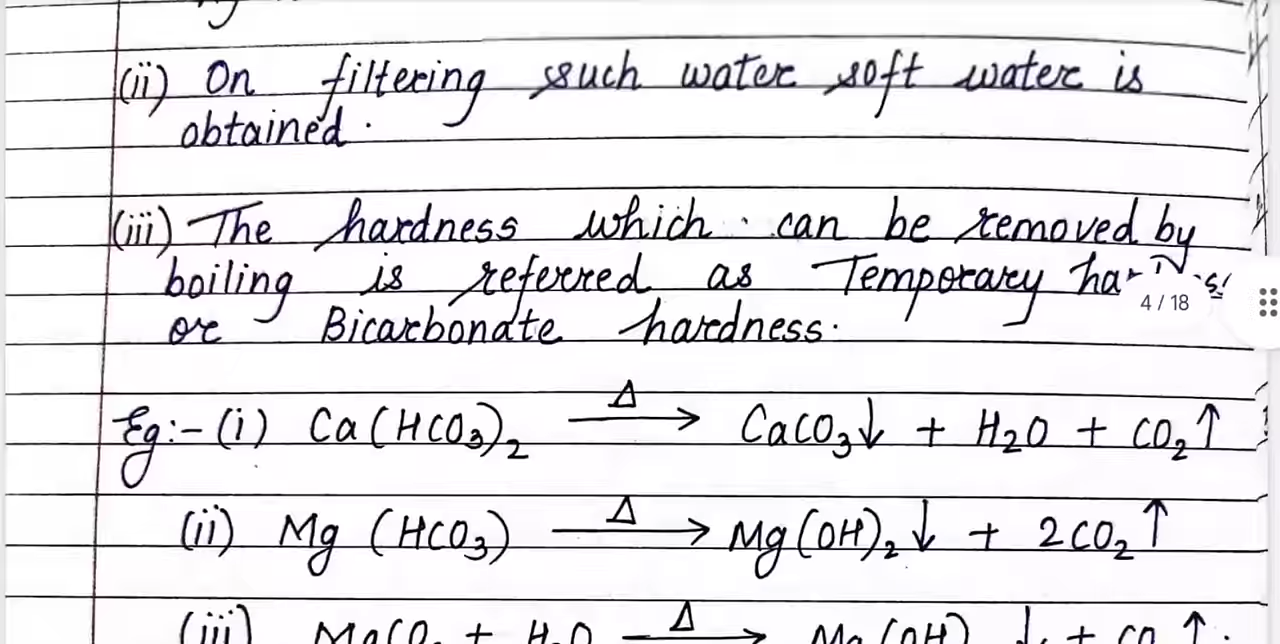 (ii) On filtering such water soft water is
obtained.
(iii) The hardness which can be removed by
boiling is referred as Temporary
4 / 18
or Bicarbonate hardness.
Eg:- (i) Ca(HCO₃)₂ —Δ→ CaCO₃↓ + H₂O + CO₂↑
(ii) Mg (HCO₃) —Δ→ Mg(OH)₂↓ + 2CO₂↑
(iii) + H₂O —Δ→ ↓ + ↑.